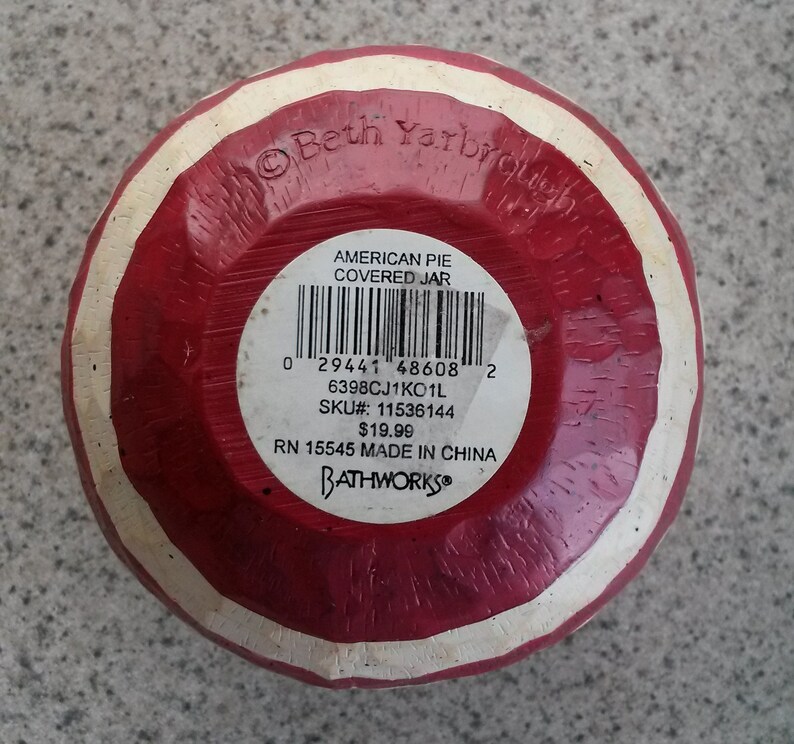 © Beth Yarbrough
AMERICAN PIE
COVERED JAR
0 29441 48608 2
6398CJ1KO1L
SKU#: 11536144
$19.99
RN 15545 MADE IN CHINA
BATHWORKS®